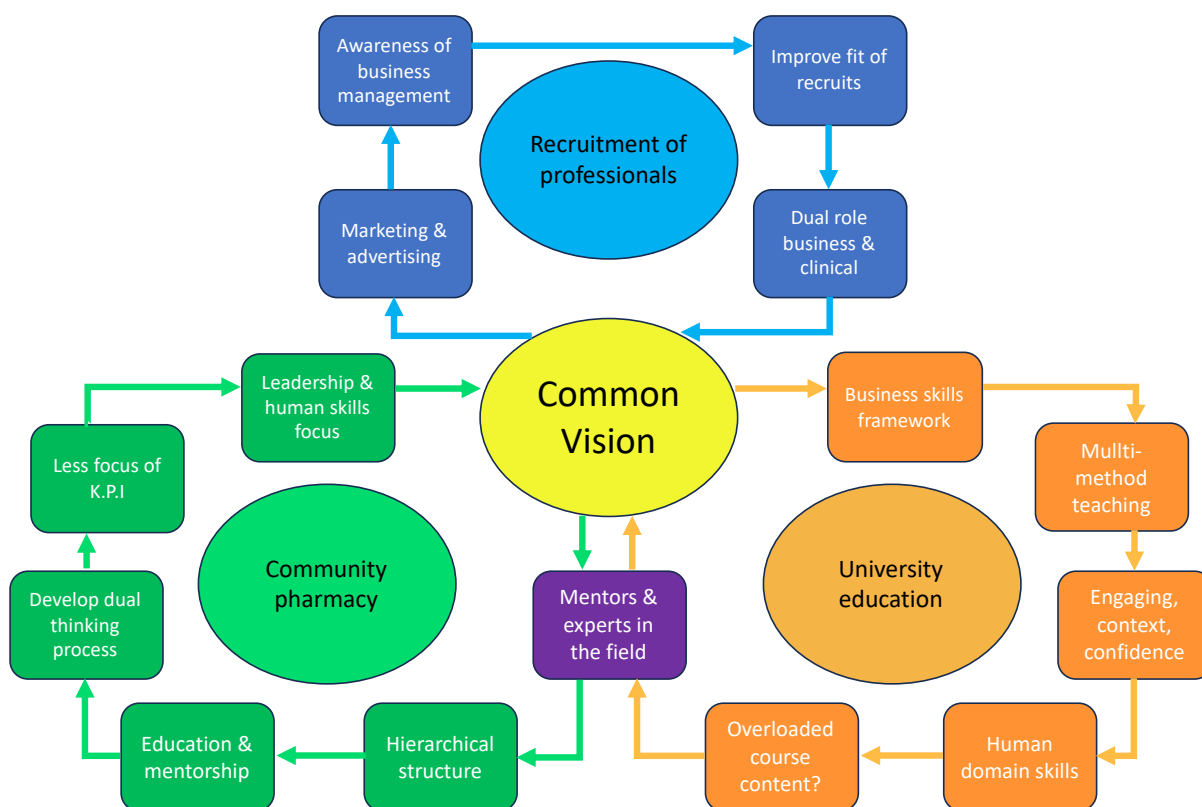 Awareness of
business
management
Improve fit of
recruits
Recruitment of
professionals
Marketing &
advertising
Dual role
business &
clinical
Common
Vision
Leadership &
human skills
focus
Business skills
framework
Less focus of
K.P.I
Mullti-
method
teaching
Community
pharmacy
University
education
Develop dual
thinking
process
Mentors &
experts in
the field
Engaging,
context,
confidence
Education &
mentorship
Hierarchical
structure
Overloaded
course
content?
Human
domain skills